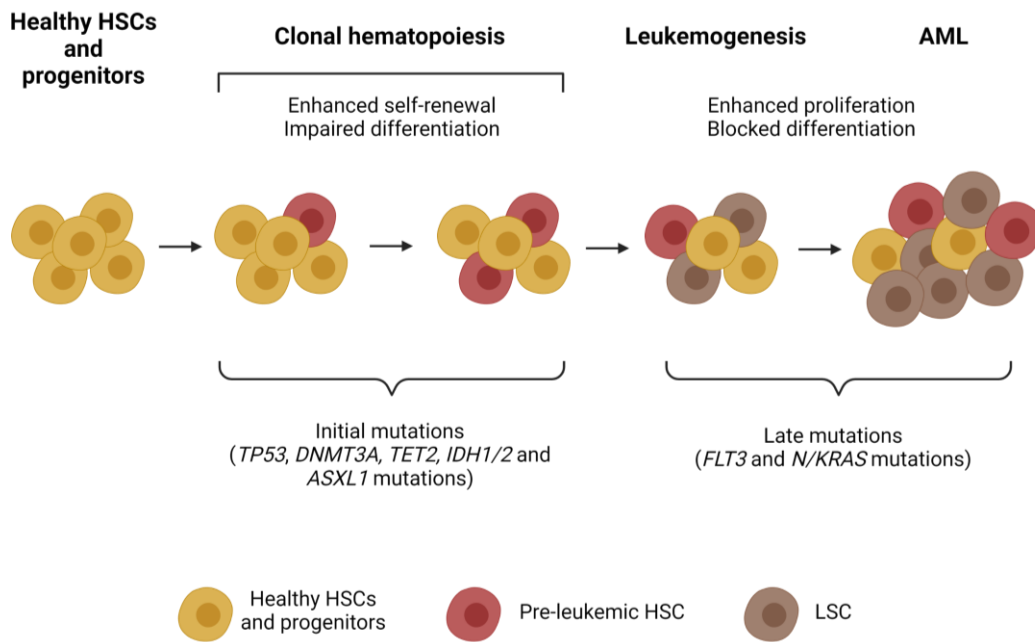 Healthy HSCs
and
progenitors
Clonal hematopoiesis
Leukemogenesis
AML
Enhanced self-renewal
Impaired differentiation
Enhanced proliferation
Blocked differentiation
Initial mutations
(TP53, DNMT3A, TET2, IDH1/2 and
ASXL1 mutations)
Late mutations
(FLT3 and N/KRAS mutations)
Healthy HSCs
and progenitors
Pre-leukemic HSC
LSC